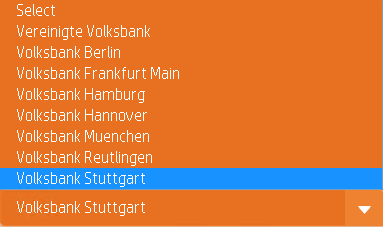 Select
Vereinigte Volksbank
Volksbank Berlin
Volksbank Frankfurt Main
Volksbank Hamburg
Volksbank Hannover
Volksbank Muenchen
Volksbank Reutlingen
Volksbank Stuttgart
Volksbank Stuttgart